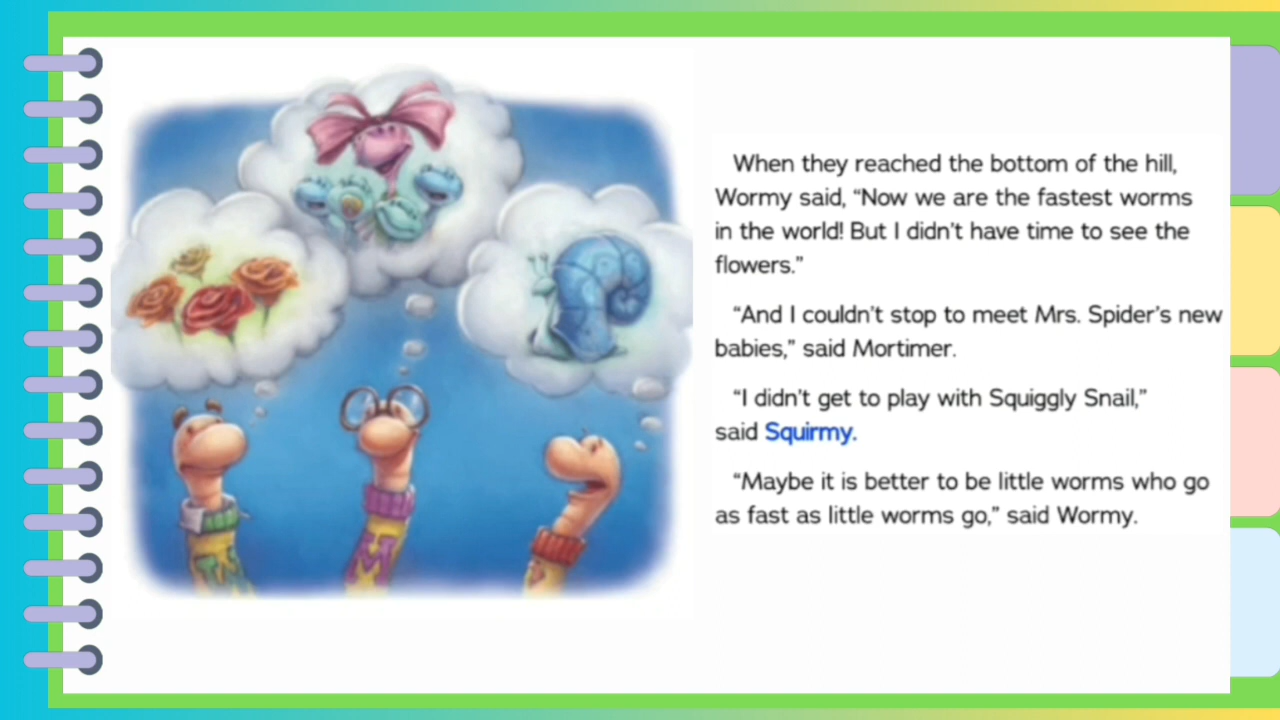 When they reached the bottom of the hill,
Wormy said, “Now we are the fastest worms
in the world! But I didn’t have time to see the
flowers.”
“And I couldn’t stop to meet Mrs. Spider’s new
babies,” said Mortimer.
“I didn’t get to play with Squiggly Snail,”
said Squirmy.
“Maybe it is better to be little worms who go
as fast as little worms go,” said Wormy.